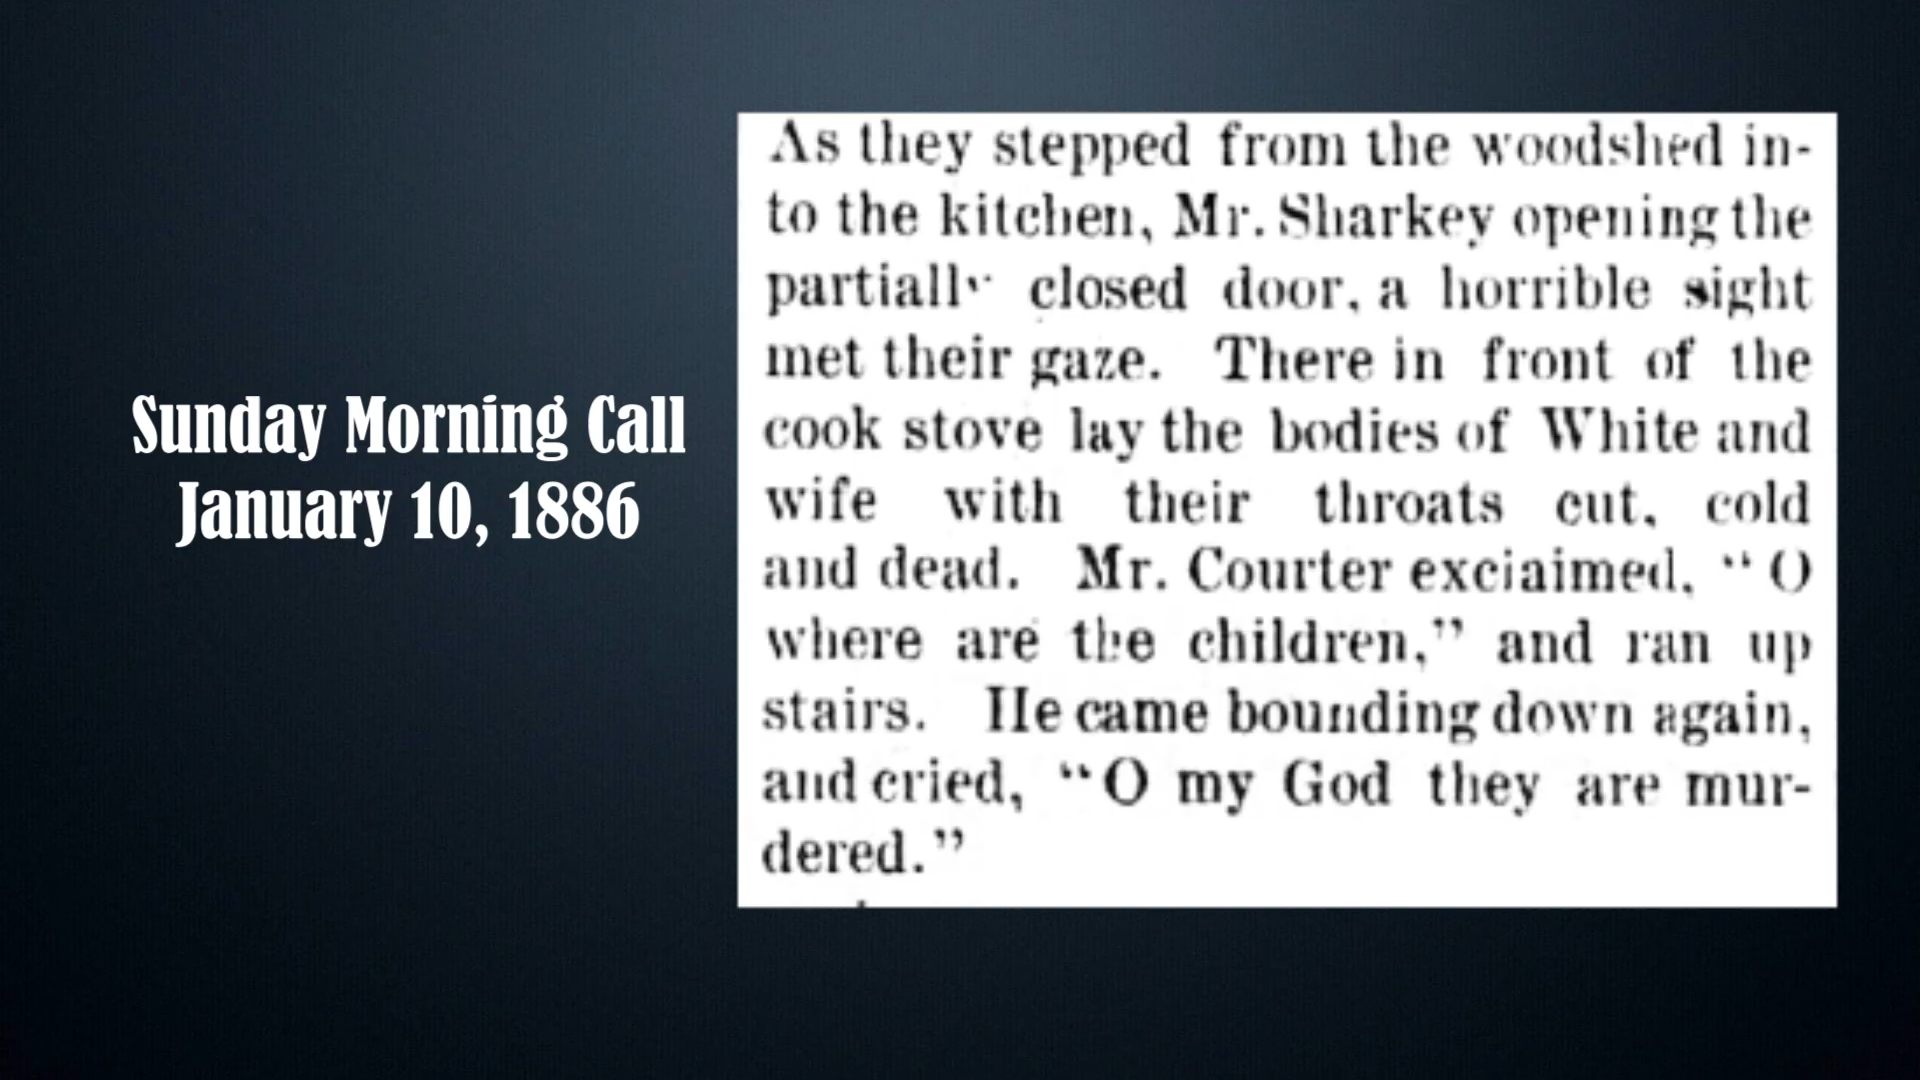 Sunday Morning Call
January 10, 1886
As they stepped from the woodshed in-
to the kitchen, Mr. Sharkey opening the
partially closed door, a horrible sight
met their gaze. There in front of the
cook stove lay the bodies of White and
wife with their throats cut, cold
and dead. Mr. Courter exciaimed, “O
where are the children,” and ran up
stairs. He came bounding down again,
and cried, “O my God they are mur-
dered.”